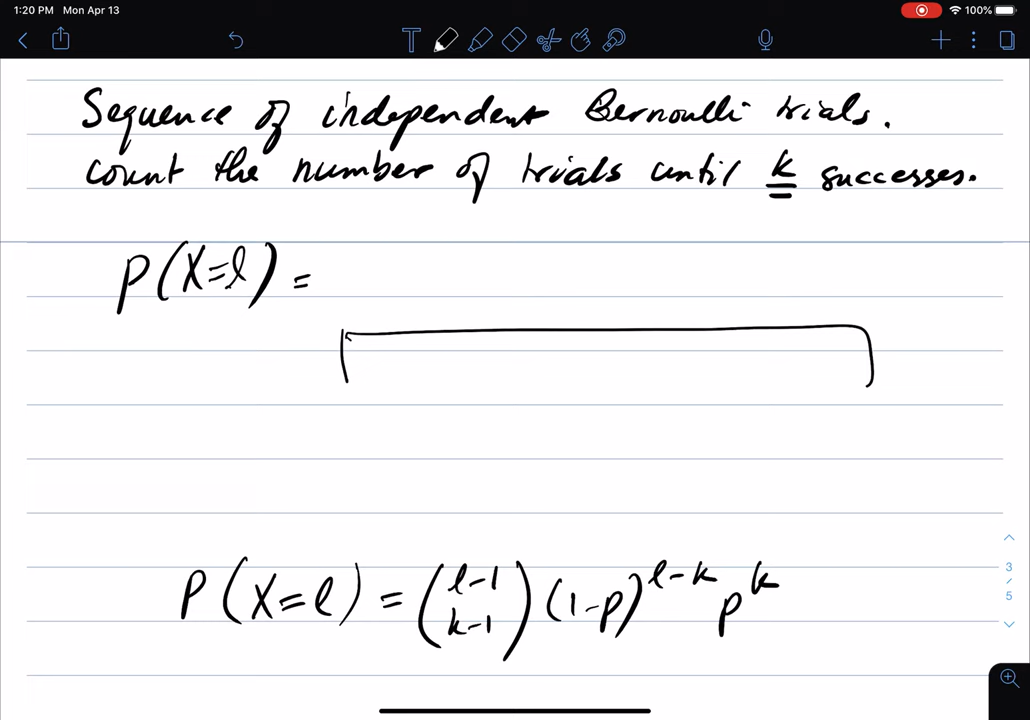 1:20 PM Mon Apr 13 100%
T
Sequence of independent Bernoulli trials.
count the number of trials until k successes.
P(X=l) =
3
/
5
P(X=l) = \binom{l-1}{k-1} (1-p)^{l-k} p^k